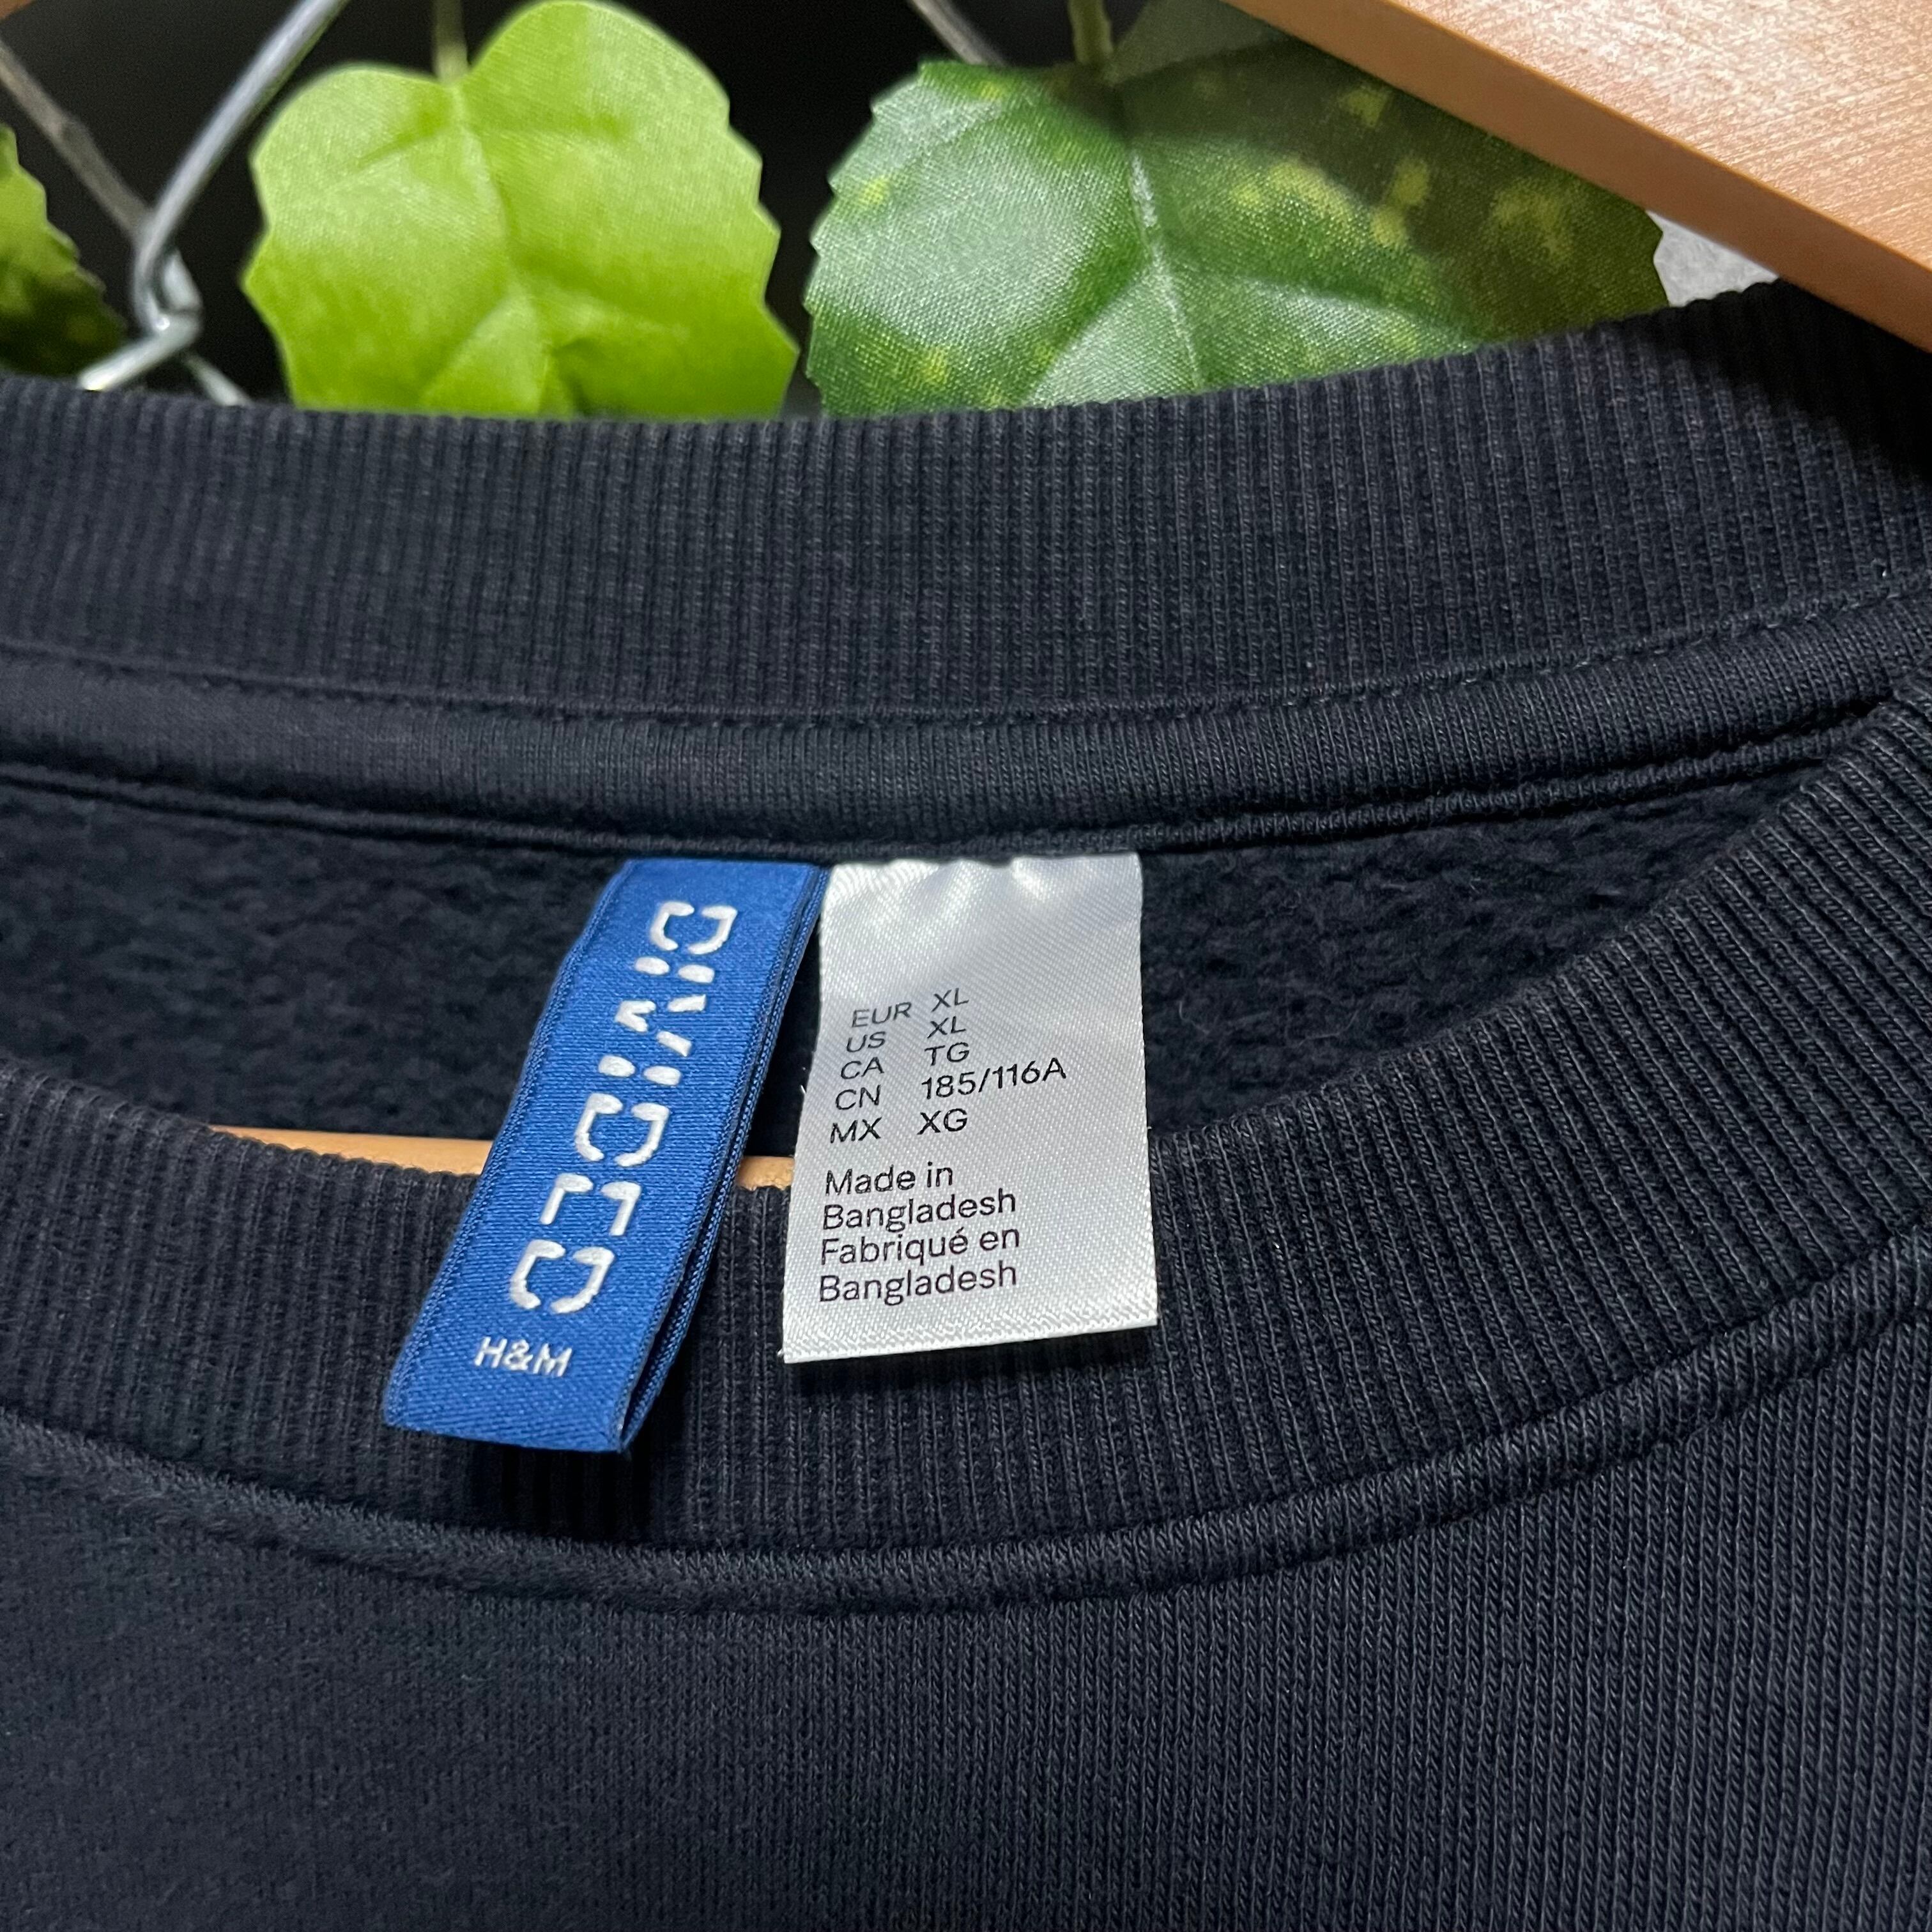 DIVIDED
H&M
EUR XL
US XL
CA TG
CN 185/116A
MX XG
Made in
Bangladesh
Fabriqué en
Bangladesh